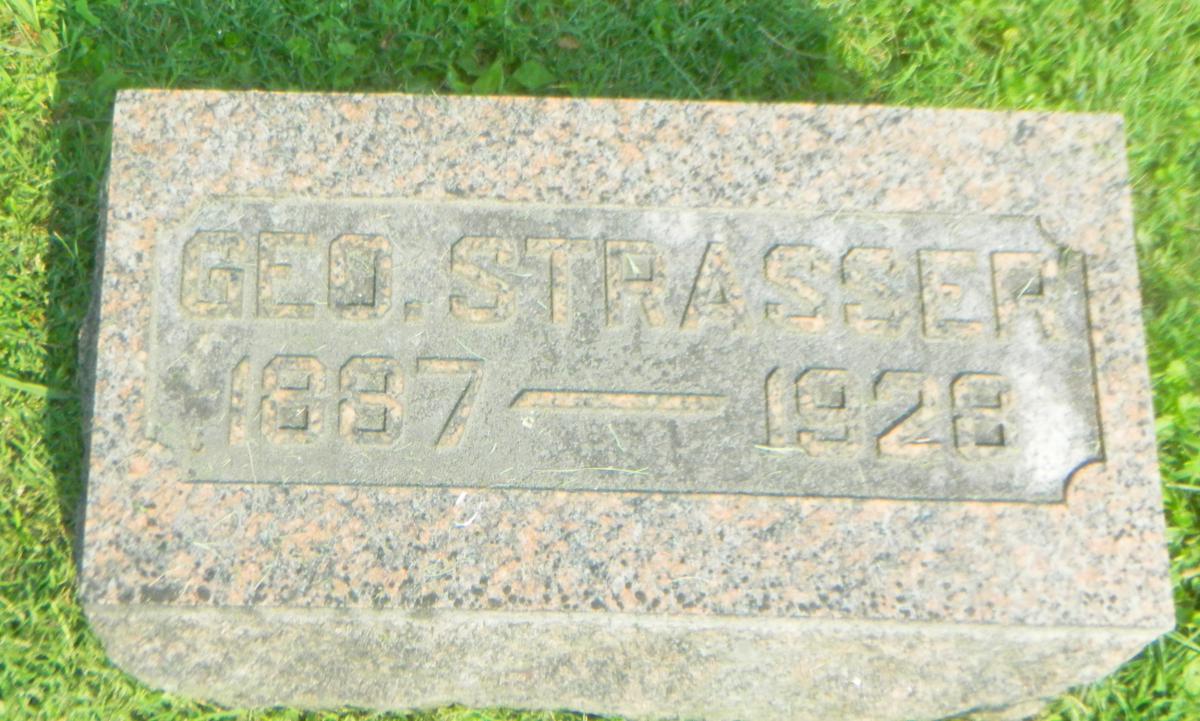 GEO. STRASSER
1887 — 1928